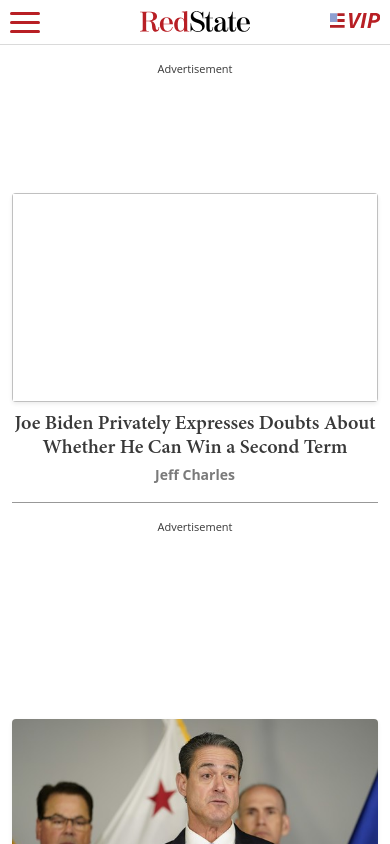 RedState
VIP
Advertisement
Joe Biden Privately Expresses Doubts About
Whether He Can Win a Second Term
Jeff Charles
Advertisement